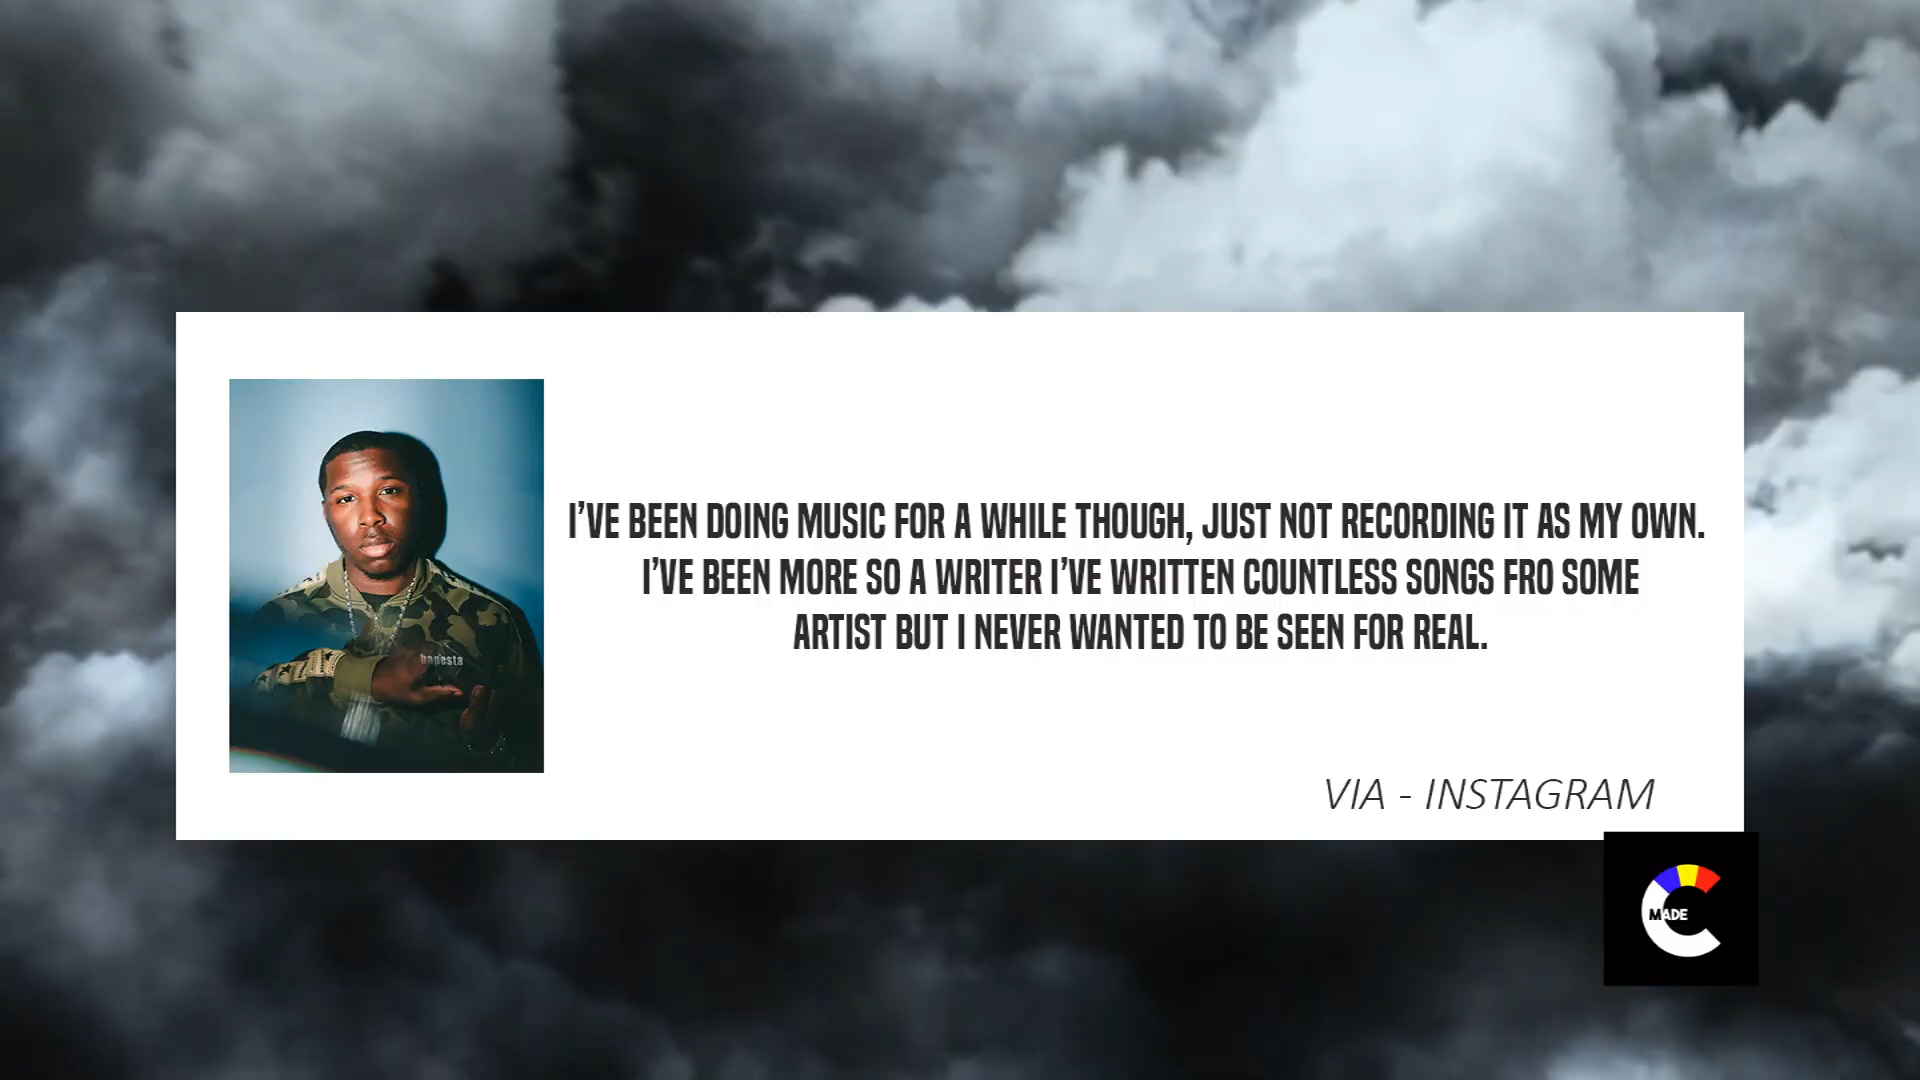 I'VE BEEN DOING MUSIC FOR A WHILE THOUGH, JUST NOT RECORDING IT AS MY OWN.
I'VE BEEN MORE SO A WRITER I'VE WRITTEN COUNTLESS SONGS FRO SOME
ARTIST BUT I NEVER WANTED TO BE SEEN FOR REAL.
bapesta
VIA - INSTAGRAM
MADE